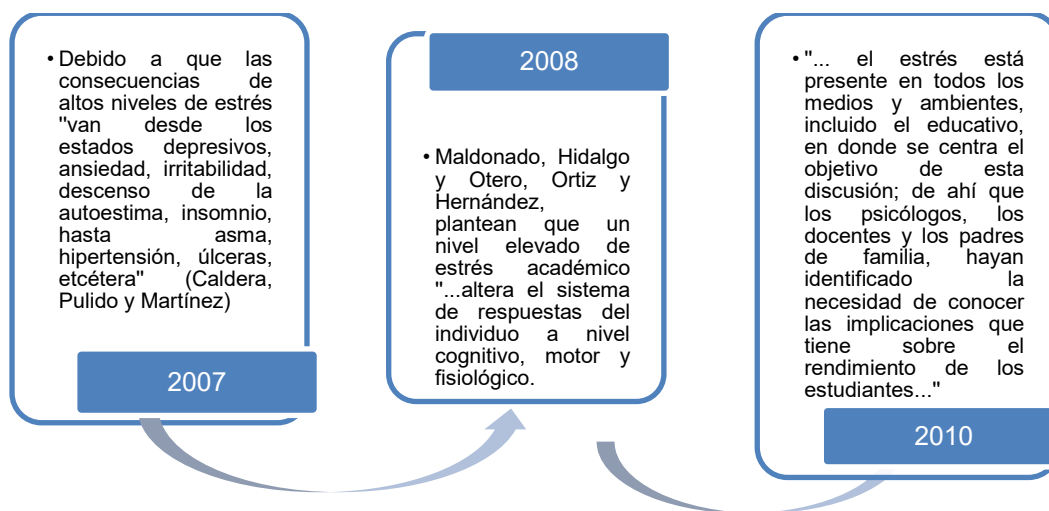 • Debido a que las
consecuencias de
altos niveles de estrés
"van desde los
estados depresivos,
ansiedad, irritabilidad,
descenso de la
autoestima, insomnio,
hasta asma,
hipertensión, úlceras,
etcétera" (Caldera,
Pulido y Martínez)
2007
2008
• Maldonado, Hidalgo
y Otero, Ortiz y
Hernández,
plantean que un
nivel elevado de
estrés académico
"...altera el sistema
de respuestas del
individuo a nivel
cognitivo, motor y
fisiológico.
• "... el estrés está
presente en todos los
medios y ambientes,
incluido el educativo,
en donde se centra el
objetivo de esta
discusión; de ahí que
los psicólogos, los
docentes y los padres
de familia, hayan
identificado la
necesidad de conocer
las implicaciones que
tiene sobre el
rendimiento de los
estudiantes..."
2010